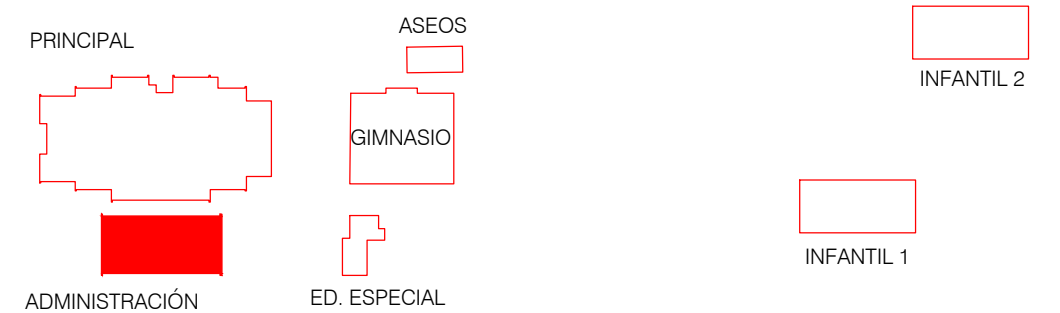 ASEOS
PRINCIPAL
INFANTIL 2
GIMNASIO
INFANTIL 1
ADMINISTRACIÓN
ED. ESPECIAL